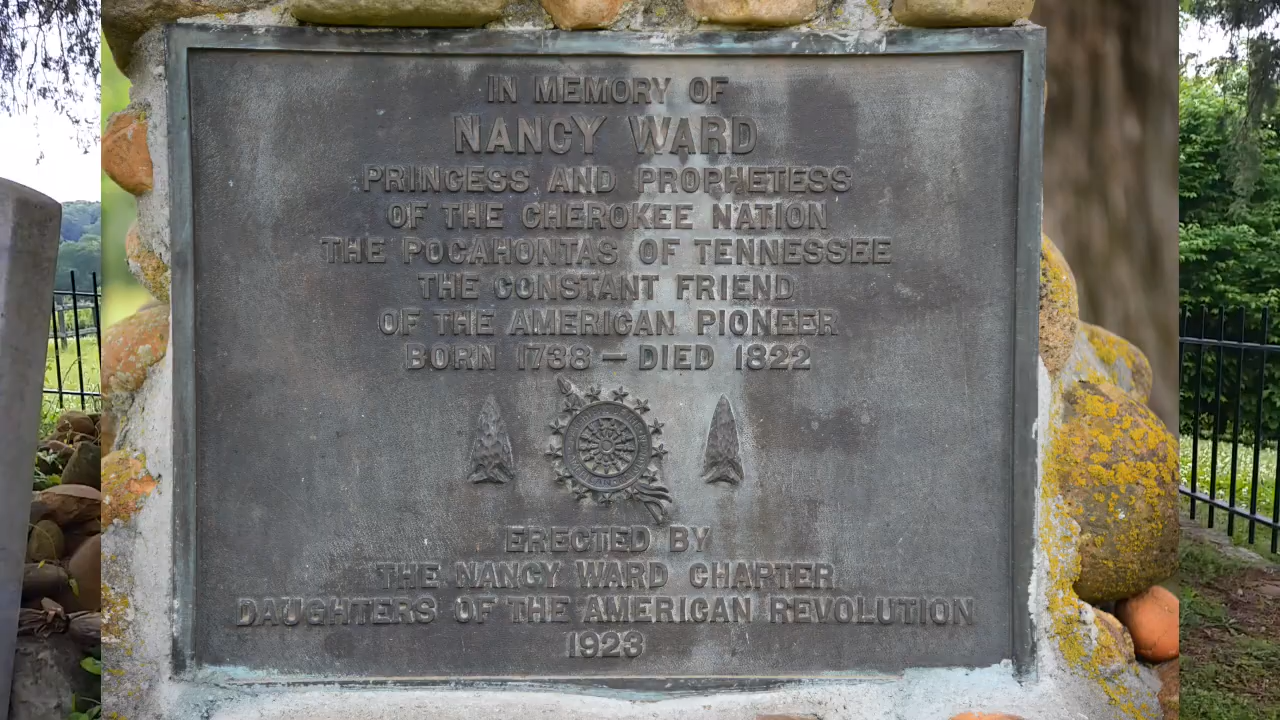 IN MEMORY OF
NANCY WARD
PRINCESS AND PROPHETESS
OF THE CHEROKEE NATION
THE POCAHONTAS OF TENNESSEE
THE CONSTANT FRIEND
OF THE AMERICAN PIONEER
BORN 1738 — DIED 1822
ERECTED BY
THE NANCY WARD CHAPTER
DAUGHTERS OF THE AMERICAN REVOLUTION
1923